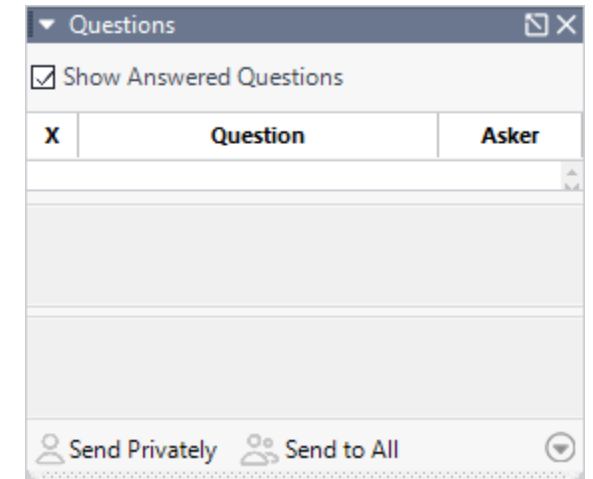 Questions
Show Answered Questions
X Question Asker
Send Privately Send to All